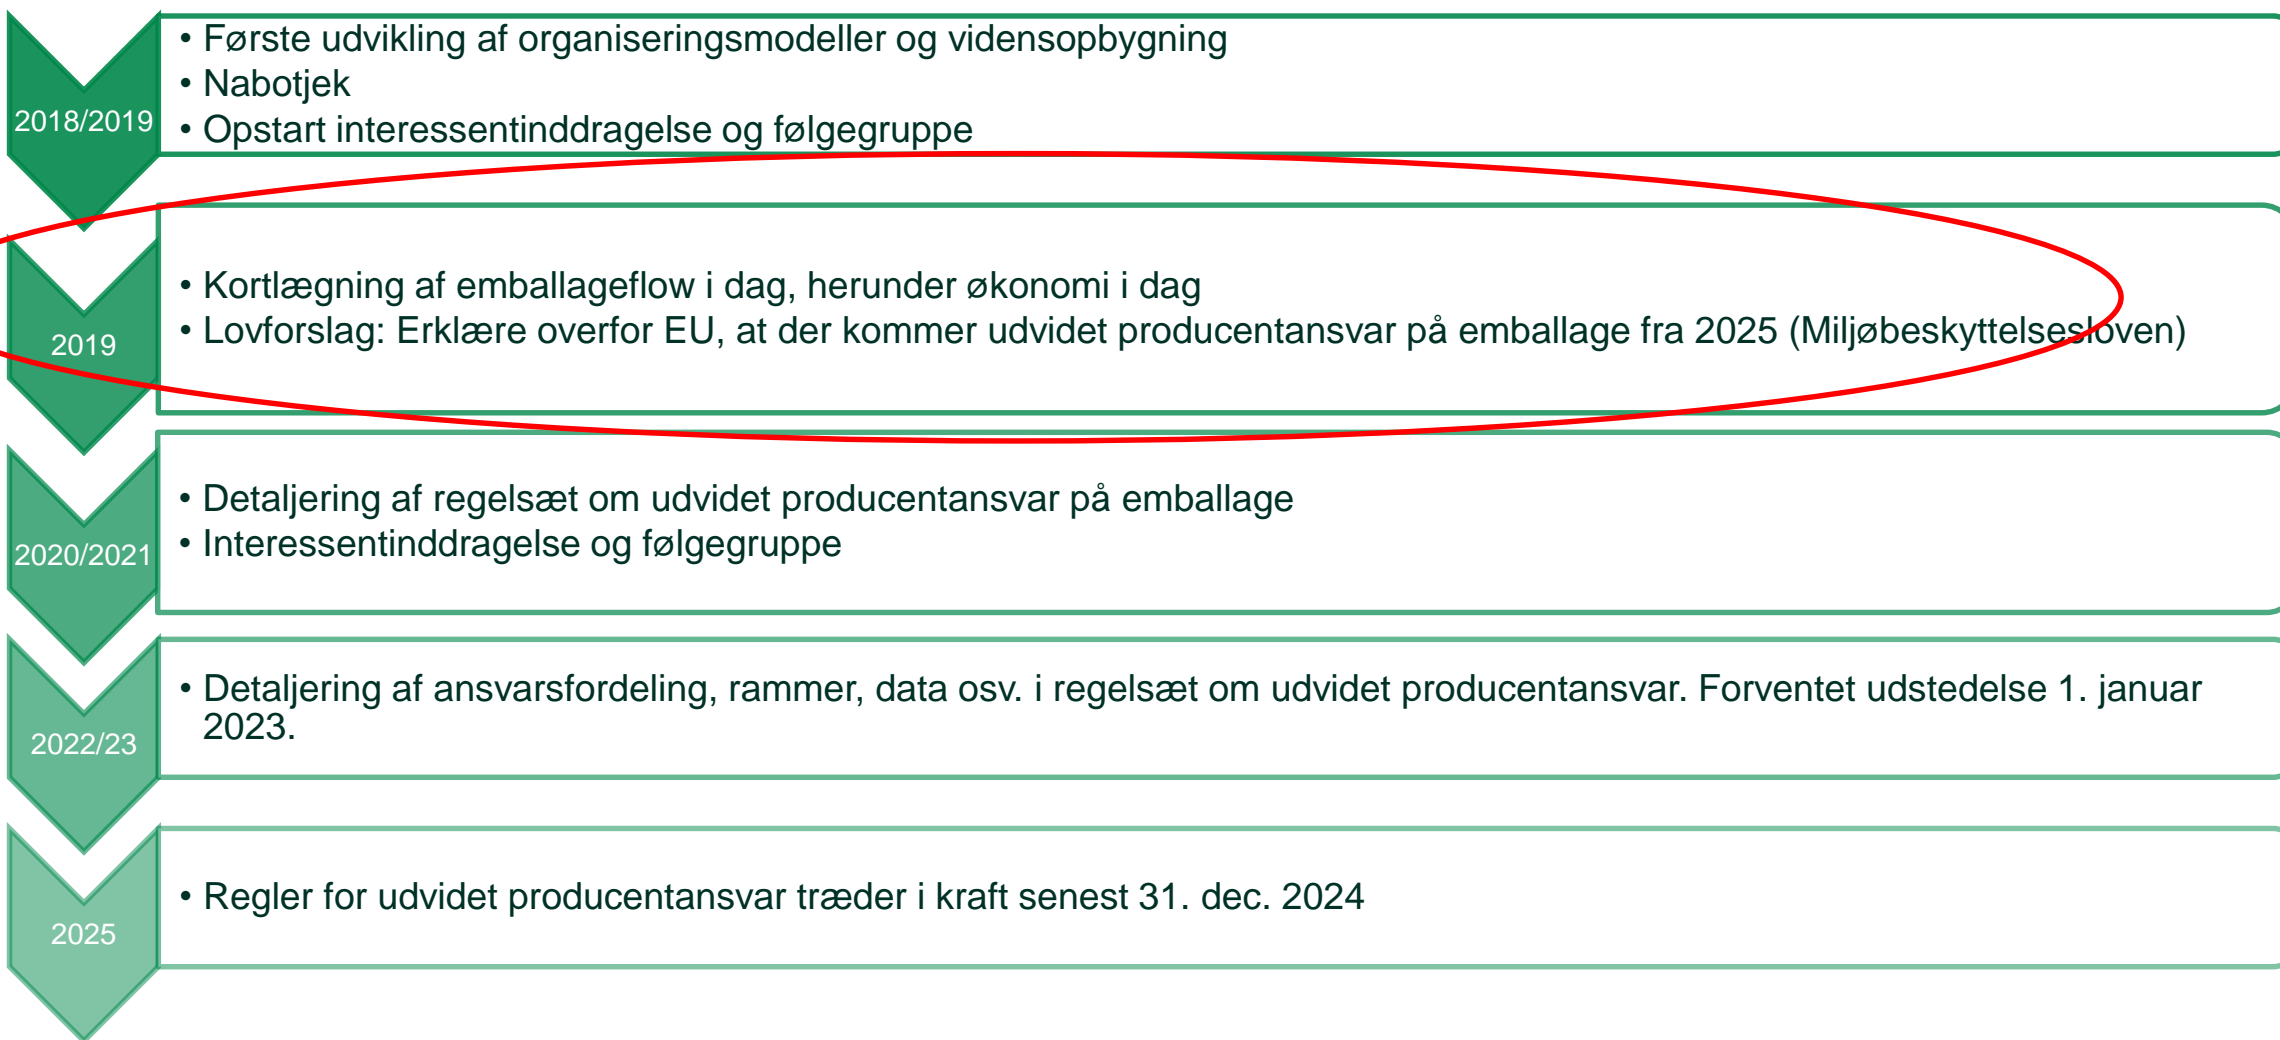 • Første udvikling af organiseringsmodeller og vidensopbygning
• Nabotjek
2018/2019
• Opstart interessentinddragelse og følgegruppe
• Kortlægning af emballageflow i dag, herunder økonomi i dag
• Lovforslag: Erklære overfor EU, at der kommer udvidet producentansvar på emballage fra 2025 (Miljøbeskyttelsesloven)
2019
• Detaljering af regelsæt om udvidet producentansvar på emballage
• Interessentinddragelse og følgegruppe
2020/2021
• Detaljering af ansvarsfordeling, rammer, data osv. i regelsæt om udvidet producentansvar. Forventet udstedelse 1. januar
2023.
2022/23
• Regler for udvidet producentansvar træder i kraft senest 31. dec. 2024
2025